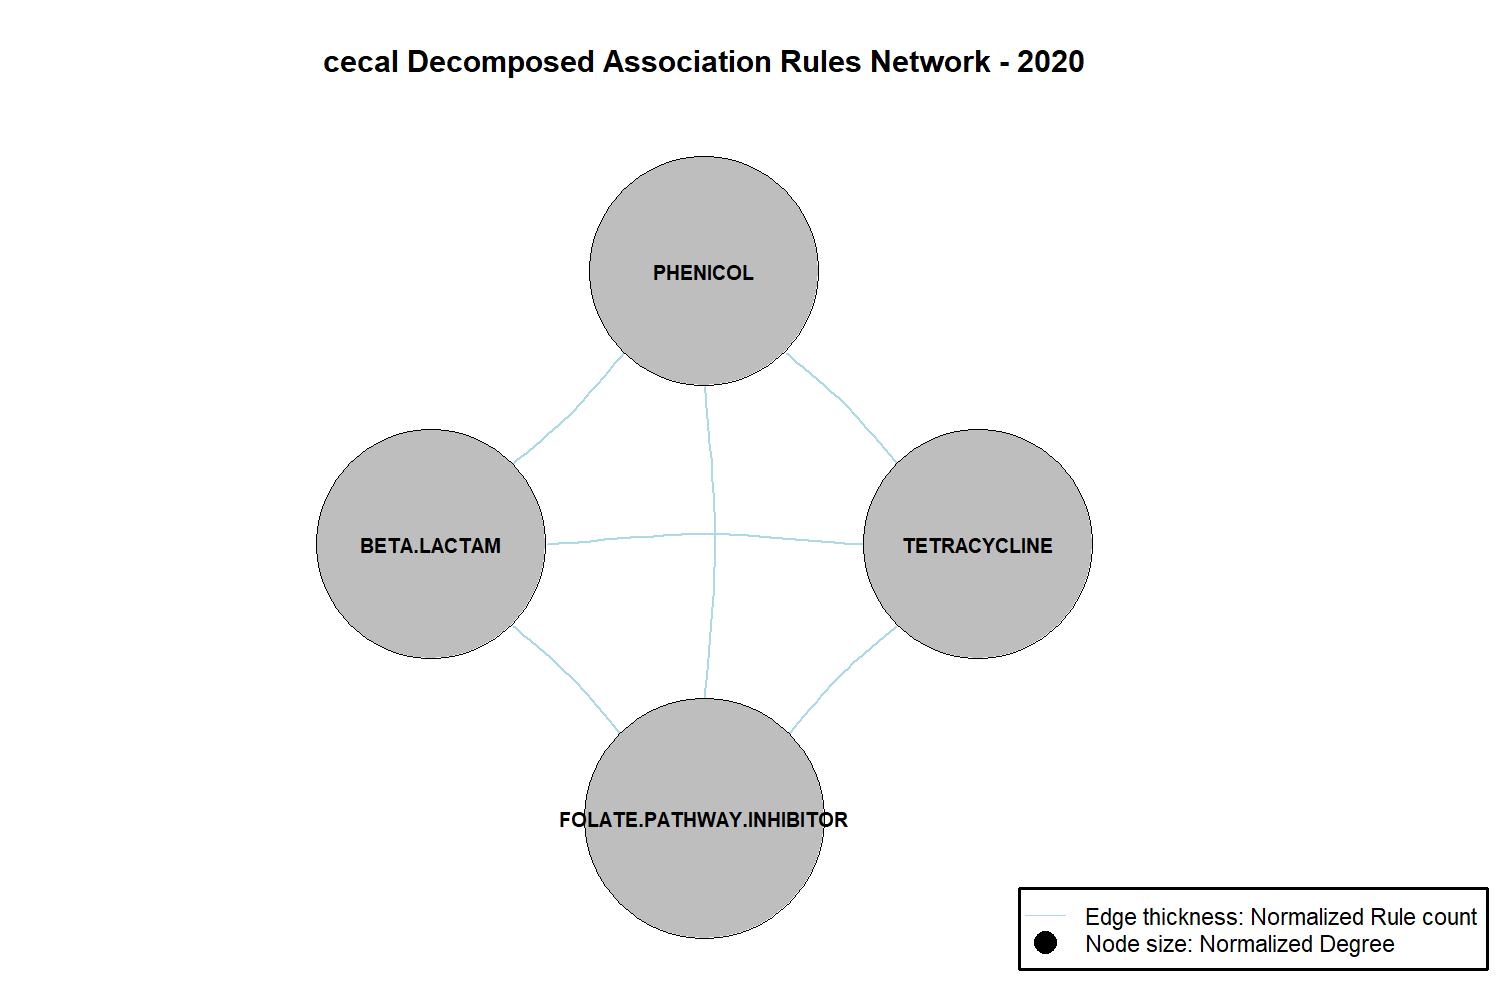 cecal Decomposed Association Rules Network - 2020
PHENICOL
BETA.LACTAM
TETRACYCLINE
FOLATE.PATHWAY.INHIBITOR
Edge thickness: Normalized Rule count
Node size: Normalized Degree